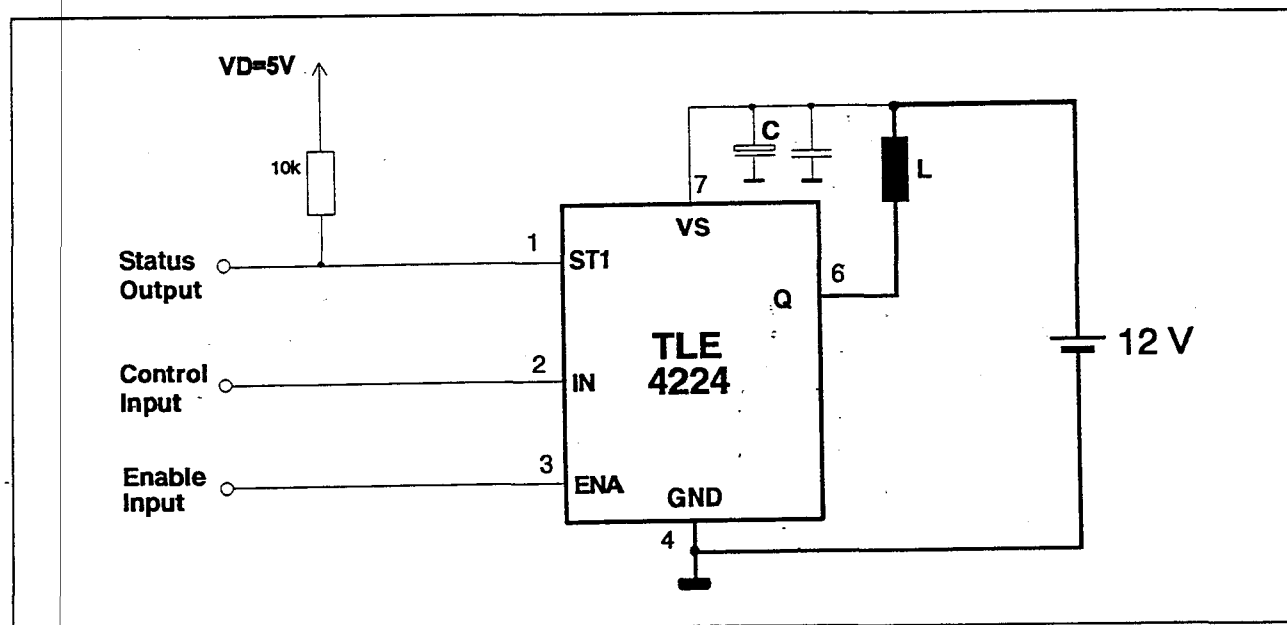 VD=5V
10k
C
L
7
VS
1
ST1
Status
Output
6
Q
12 V
TLE
4224
2
IN
Control
Input
3
ENA
Enable
Input
GND
4